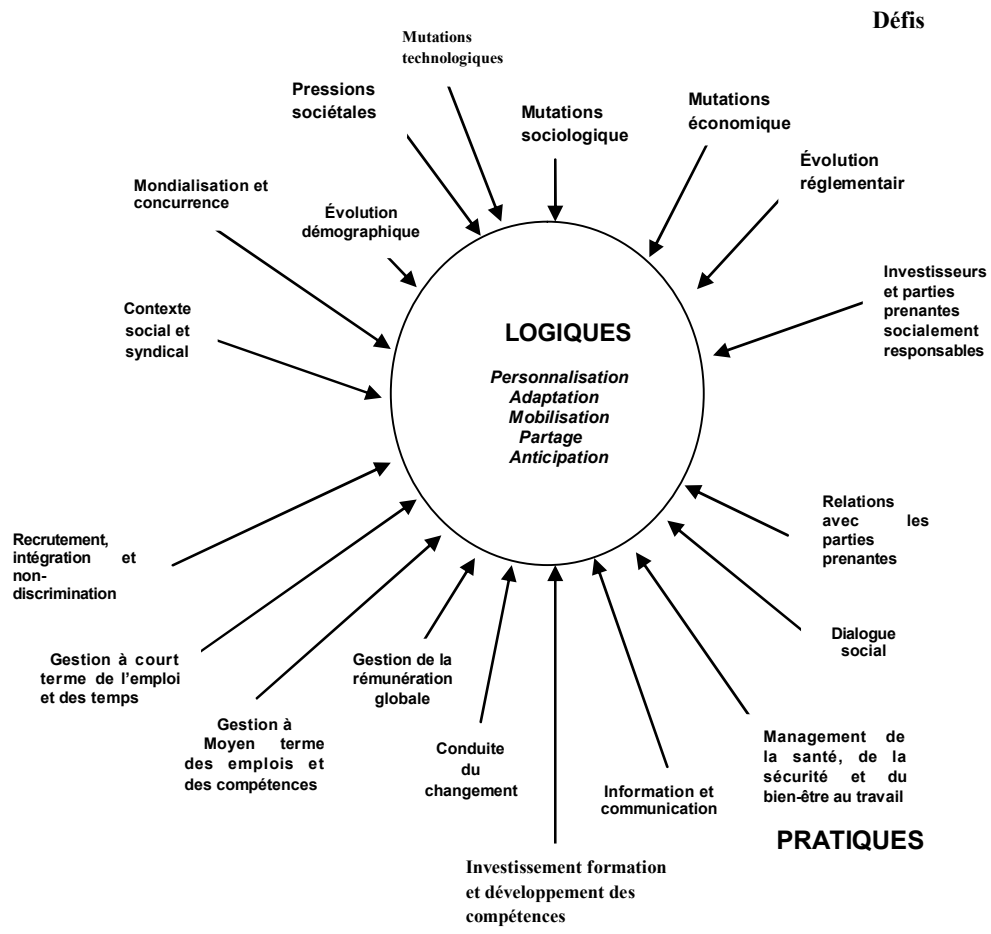 Défis
Mutations
technologiques
Pressions
sociétales
Mutations
sociologique
Mutations
économique
Évolution
réglementair
Mondialisation et
concurrence
Évolution
démographique
Investisseurs
et parties
prenantes
socialement
responsables
Contexte
social et
syndical
LOGIQUES
Personnalisation
Adaptation
Mobilisation
Partage
Anticipation
Relations
avec les
parties
prenantes
Recrutement,
intégration et
non-
discrimination
Dialogue
social
Gestion à court
terme de l’emploi
et des temps
Gestion de la
rémunération
globale
Gestion à
Moyen terme
des emplois et
des compétences
Conduite
du
changement
Information et
communication
Management de
la santé, de la
sécurité et du
bien-être au travail
PRATIQUES
Investissement formation
et développement des
compétences